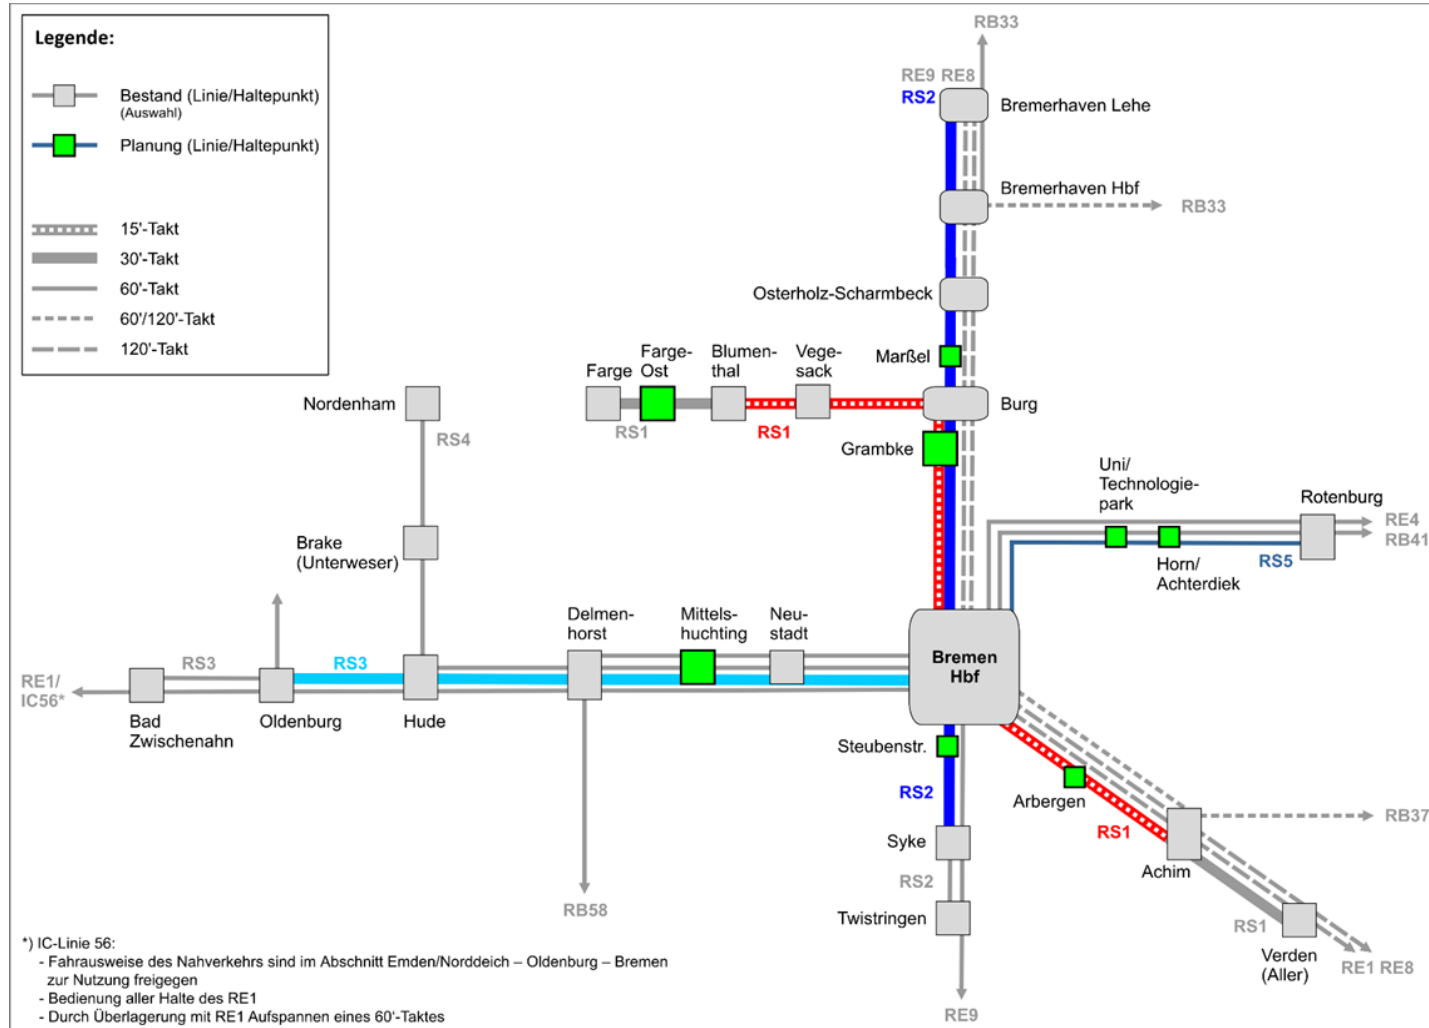 Legende:
Bestand (Linie/Haltepunkt)
(Auswahl)
Planung (Linie/Haltepunkt)
15'-Takt
30'-Takt
60'-Takt
60'/120'-Takt
120'-Takt
RB33
RE9 RE8
RS2
Bremerhaven Lehe
Bremerhaven Hbf
RB33
Osterholz-Scharmbeck
Marßel
Farge
Farge-
Ost
Blumen-
thal
Vege-
sack
Burg
RS1
RS1
Grambke
Nordenham
RS4
Brake
(Unterweser)
Uni/
Technologie-
park
Horn/
Achterdiek
Rotenburg
RE4
RB41
RS5
Delmen-
horst
Mittels-
huchting
Neu-
stadt
Bremen
Hbf
RS3
RS3
RE1/
IC56*
Bad
Zwischenahn
Oldenburg
Hude
Steubenstr.
RS2
Arbergen
RS1
RB37
Syke
Achim
RS2
RB58
Twistringen
RS1
Verden
(Aller)
RE1 RE8
RE9
*) IC-Linie 56:
- Fahrausweise des Nahverkehrs sind im Abschnitt Emden/Norddeich – Oldenburg – Bremen
zur Nutzung freigegen
- Bedienung aller Halte des RE1
- Durch Überlagerung mit RE1 Aufspannen eines 60'-Taktes